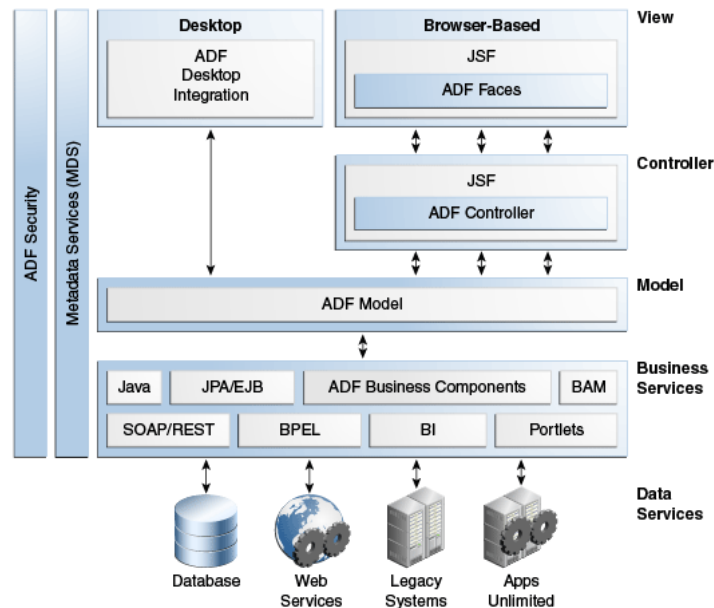 View
Desktop
ADF
Desktop
Integration
Browser-Based
JSF
ADF Faces
Controller
JSF
ADF Controller
ADF Security
Metadata Services (MDS)
Model
ADF Model
Business
Services
Java
JPA/EJB
ADF Business Components
BAM
SOAP/REST
BPEL
BI
Portlets
Data
Services
Database
Web
Services
Legacy
Systems
Apps
Unlimited